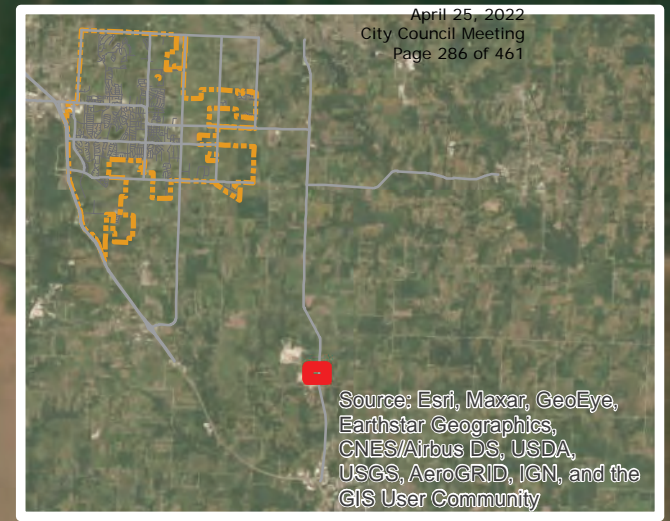 April 25, 2022
City Council Meeting
Page 286 of 461
Source: Esri, Maxar, GeoEye,
Earthstar Geographics,
CNES/Airbus DS, USDA,
USGS, AeroGRID, IGN, and the
GIS User Community